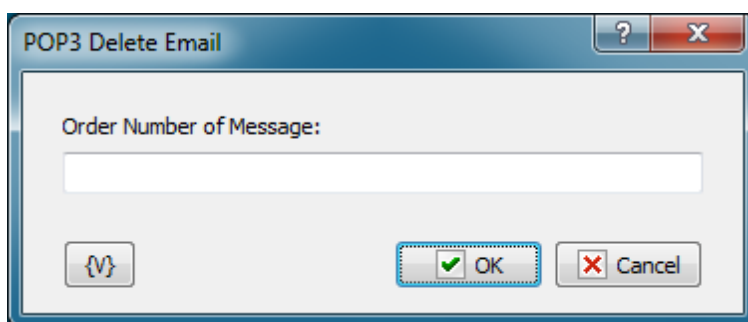 POP3 Delete Email
?
Order Number of Message:
{V}
OK
Cancel